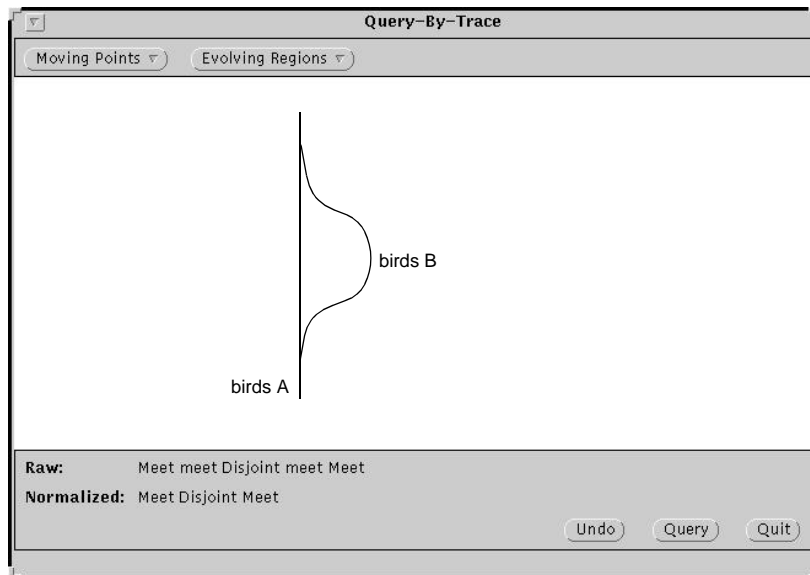 Query-By-Trace
Moving Points Evolving Regions
birds B
birds A
Raw: Meet meet Disjoint meet Meet
Normalized: Meet Disjoint Meet
Undo Query Quit